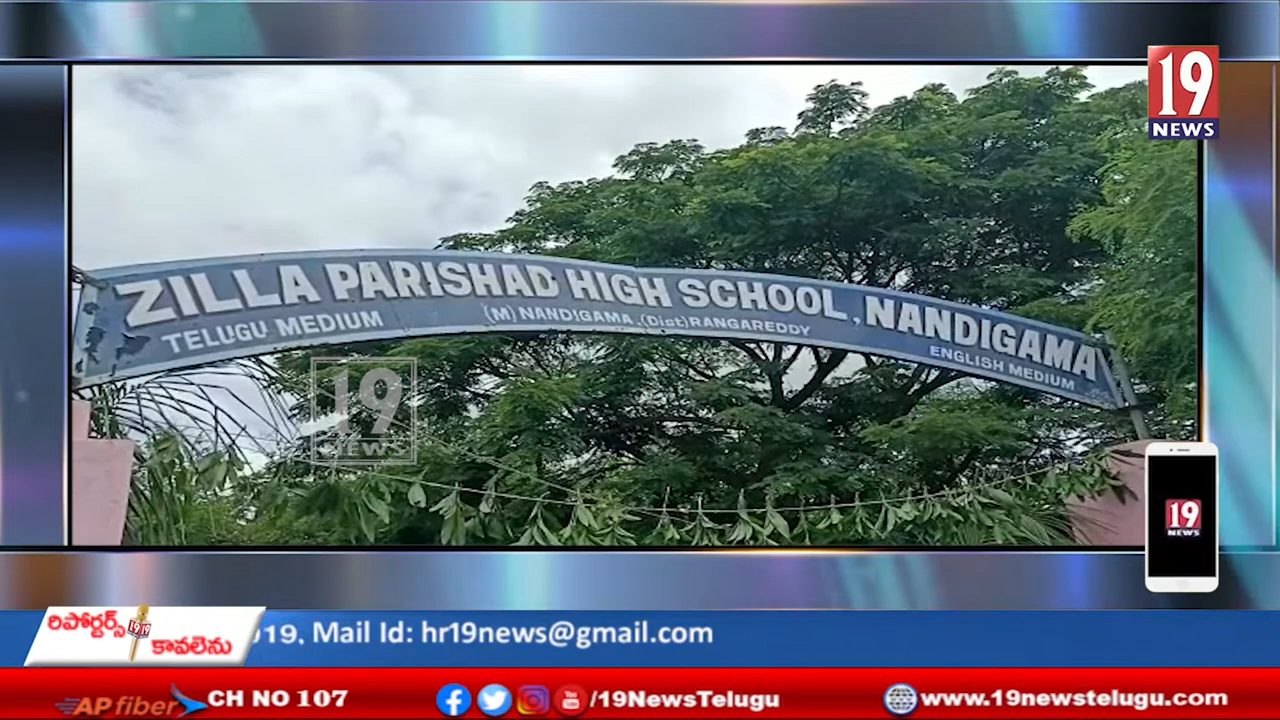 19
NEWS
ZILLA PARISHAD HIGH SCHOOL, NANDIGAMA
TELUGU MEDIUM
(M) NANDIGAMA.(Dist)RANGAREDDY
ENGLISH MEDIUM
19
NEWS
19
NEWS
రిపోర్టర్స్
19 19
కావలెను
919. Mail Id: hr19news@gmail.com
AP fiber CH NO 107
/19NewsTelugu
www.19newstelugu.com